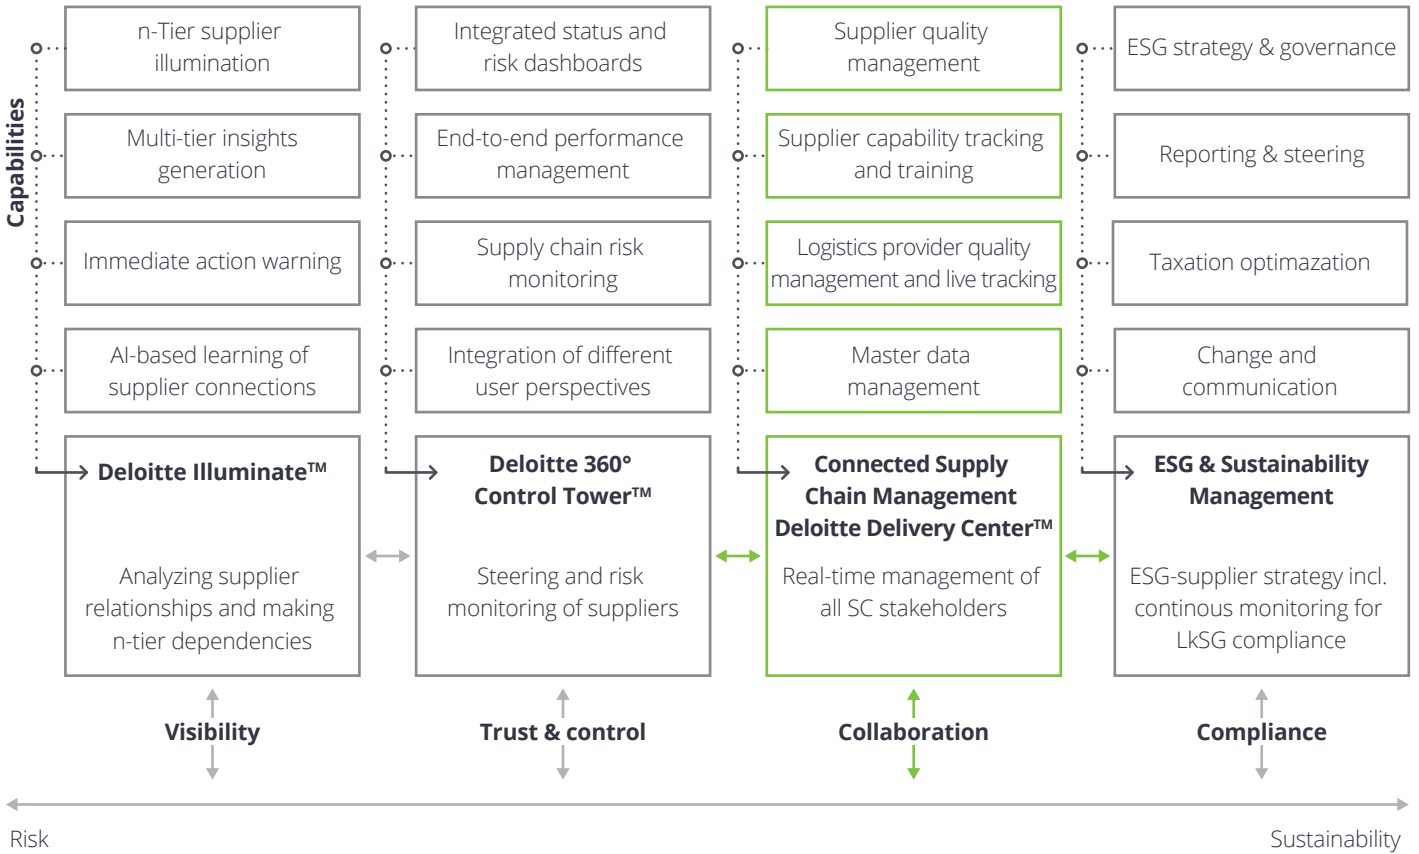 Capabilities
n-Tier supplier
illumination
Multi-tier insights
generation
Immediate action warning
AI-based learning of
supplier connections
Deloitte Illuminate™
Analyzing supplier
relationships and making
n-tier dependencies
Visibility
Integrated status and
risk dashboards
End-to-end performance
management
Supply chain risk
monitoring
Integration of different
user perspectives
Deloitte 360°
Control Tower™
Steering and risk
monitoring of suppliers
Trust & control
Supplier quality
management
Supplier capability tracking
and training
Logistics provider quality
management and live tracking
Master data
management
Connected Supply
Chain Management
Deloitte Delivery Center™
Real-time management of
all SC stakeholders
Collaboration
ESG strategy & governance
Reporting & steering
Taxation optimazation
Change and
communication
ESG & Sustainability
Management
ESG-supplier strategy incl.
continous monitoring for
LkSG compliance
Compliance
Risk
Sustainability